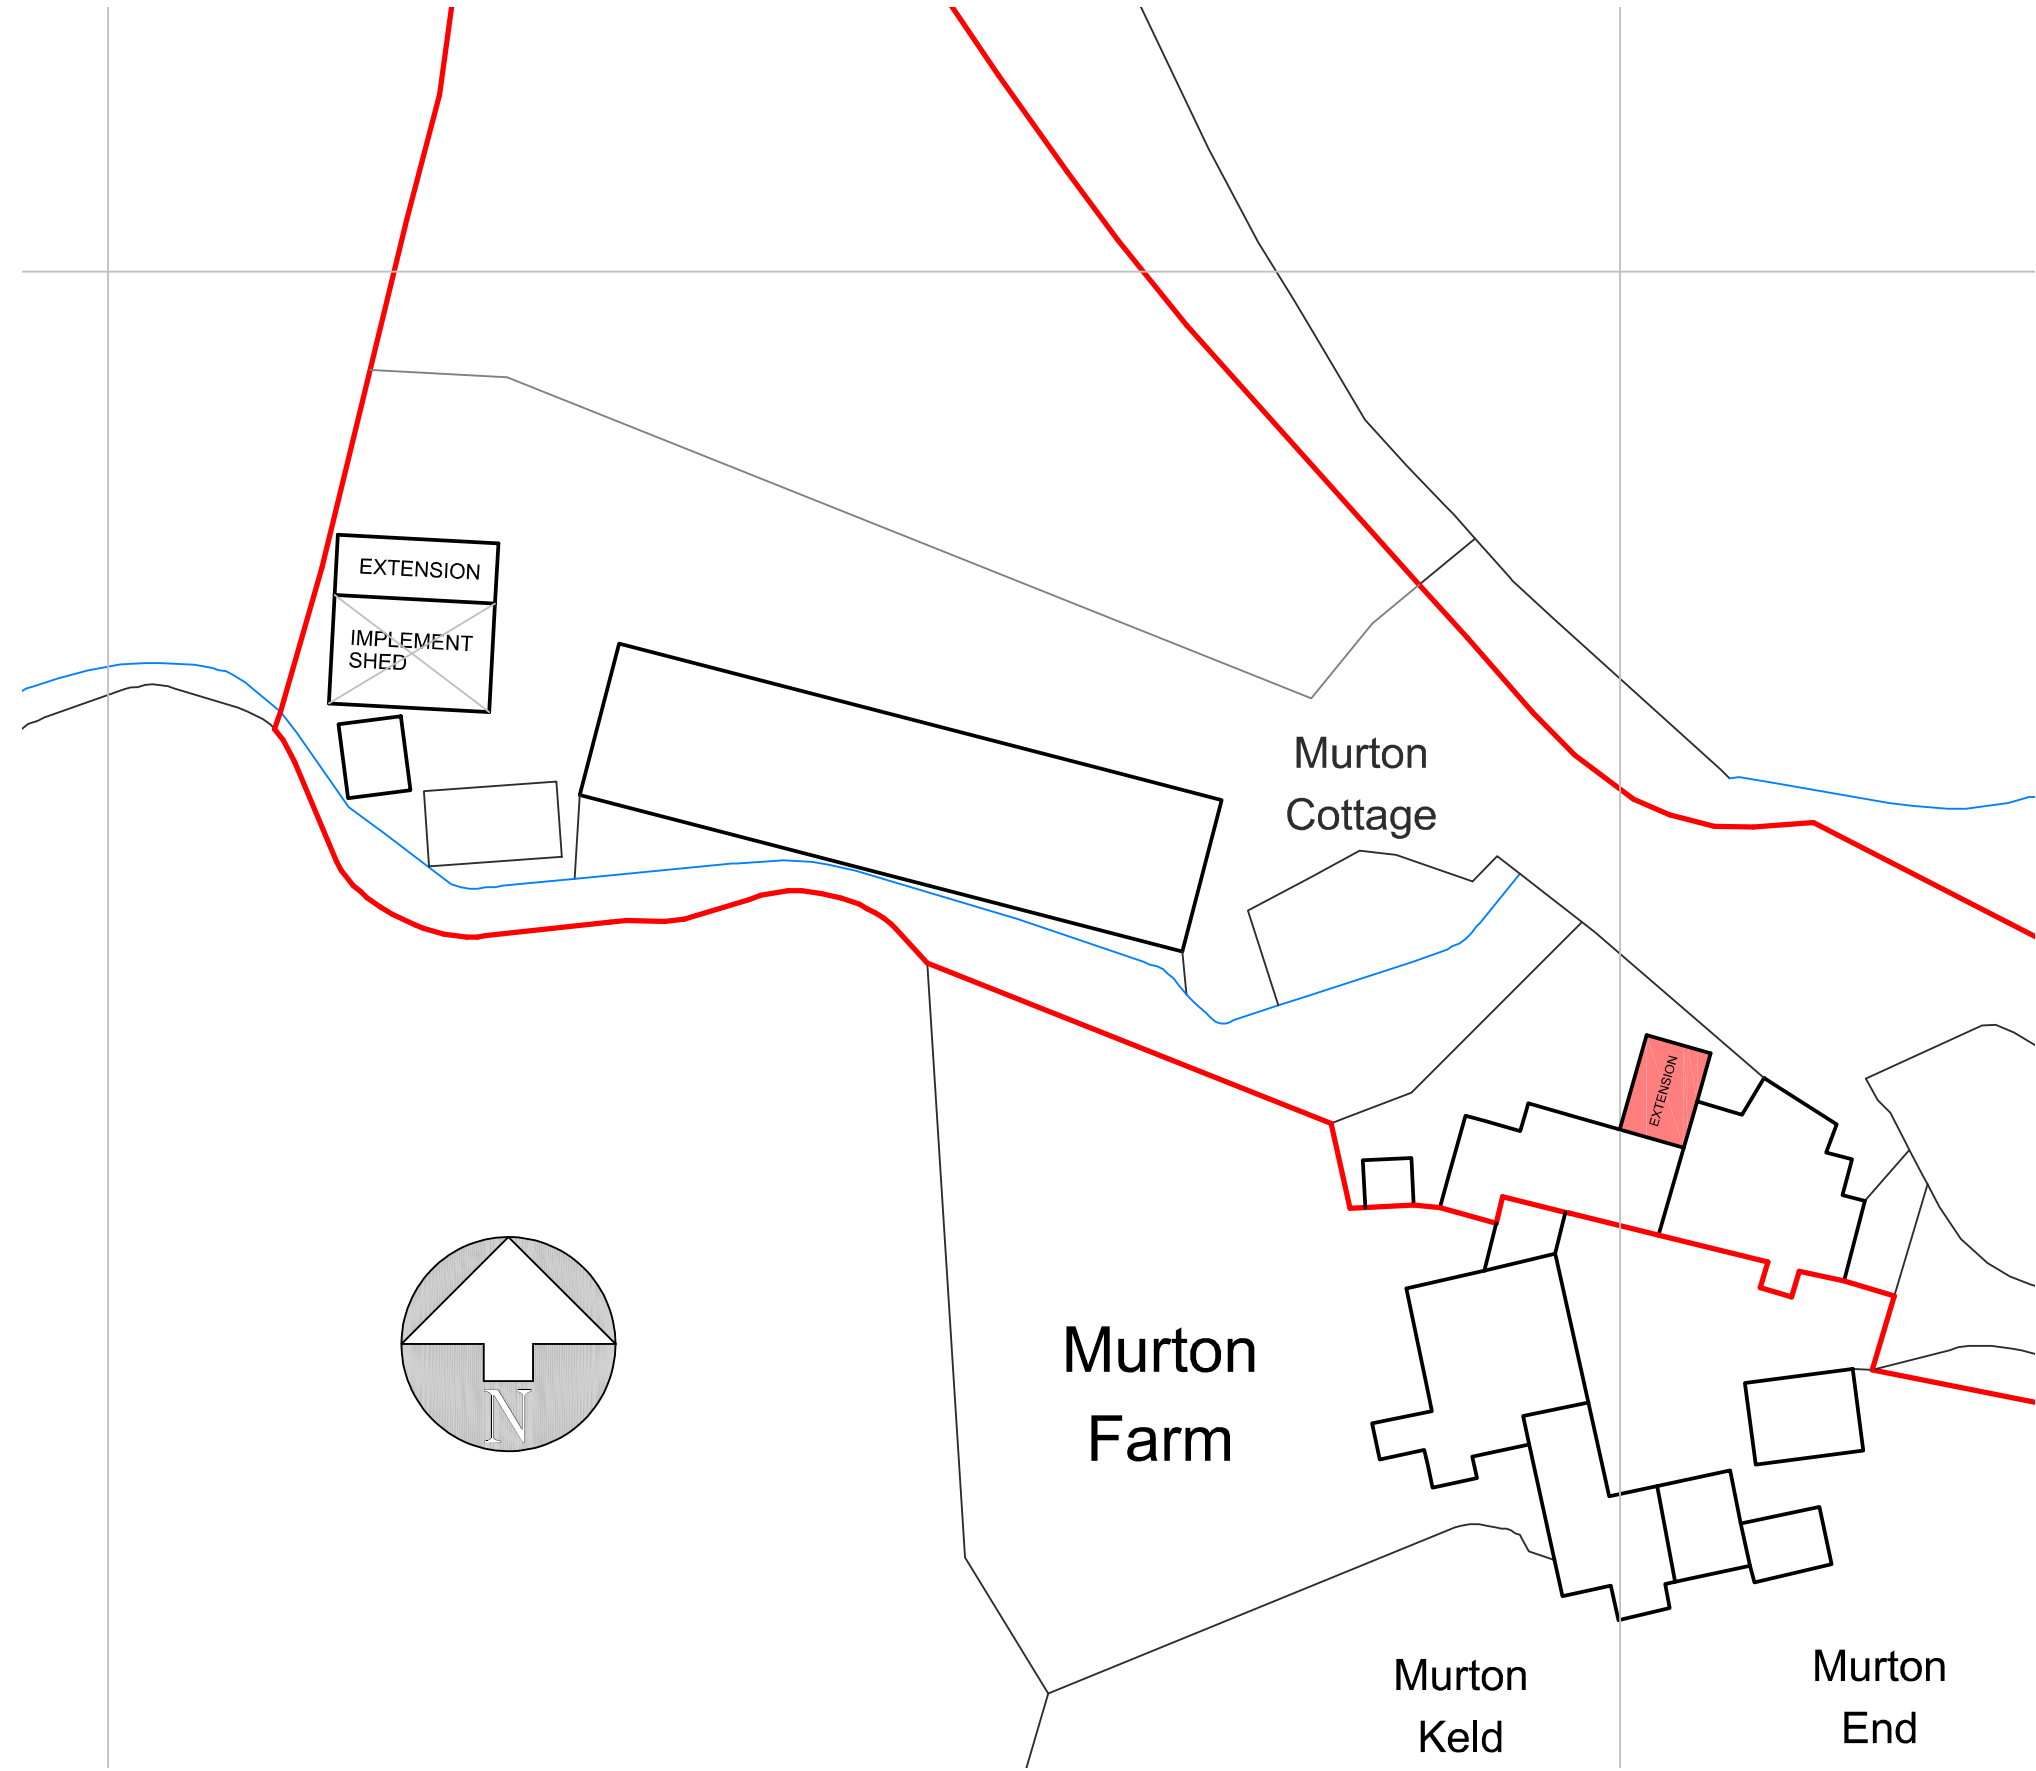 EXTENSION
IMPLEMENT
SHED
Murton
Cottage
EXTENSION
Murton
Farm
N
Murton
Keld
Murton
End